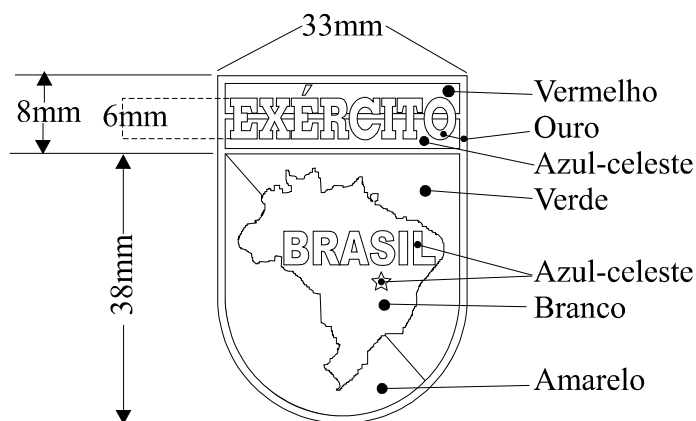 33mm
8mm
6mm
EXÉRCITO
Vermelho
Ouro
Azul-celeste
Verde
38mm
BRASIL
Azul-celeste
Branco
Amarelo